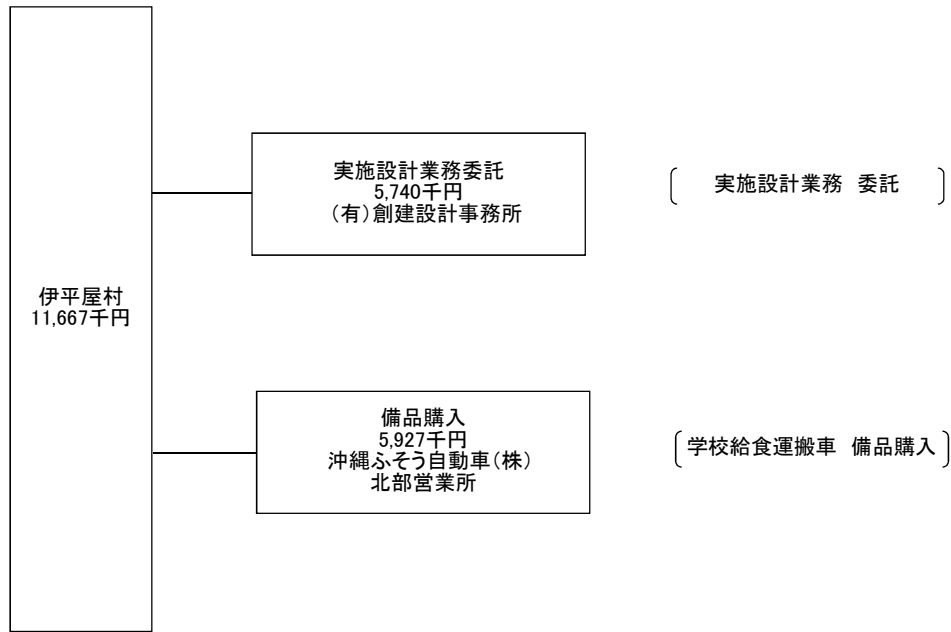 伊平屋村
11,667千円
実施設計業務委託
5,740千円
(有)創建設計事務所
〔 実施設計業務 委託 〕
備品購入
5,927千円
沖縄ふそう自動車(株)
北部営業所
〔学校給食運搬車 備品購入〕